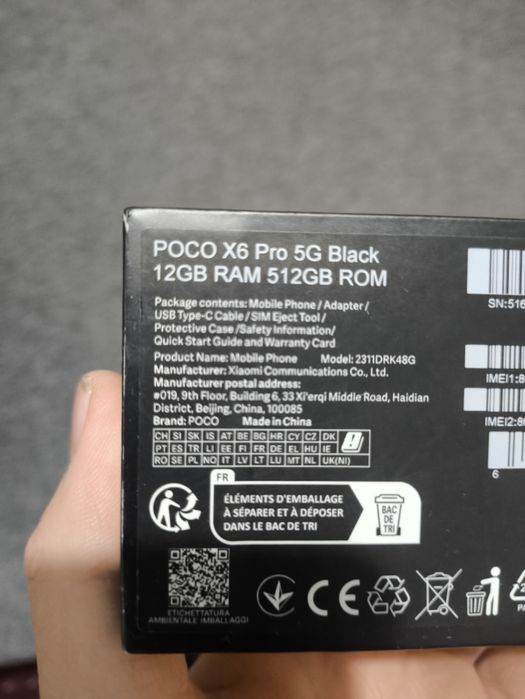 POCO X6 Pro 5G Black
12GB RAM 512GB ROM
Package contents: Mobile Phone / Adapter /
USB Type-C Cable / SIM Eject Tool /
Protective Case /Safety Information/
Quick Start Guide and Warranty Card
Product Name: Mobile Phone Model: 2311DRK48G
Manufacturer: Xiaomi Communications Co., Ltd.
Manufacturer postal address:
#019, 9th Floor, Building 6, 33 Xi'erqi Middle Road, Haidian
District, Beijing, China, 100085
Brand: POCO Made in China
CH SI SK IS AT BE BG HR CY CZ DK
PT ES TR LI EE FI FR DE EL HU IE
RO SE PL NO IT LV LT LU MT NL UK(NI)
FR
ÉLÉMENTS D'EMBALLAGE
À SÉPARER ET À DÉPOSER
DANS LE BAC DE TRI
BAC
DE
TRI
ETICHETTATURA
AMBIENTALE IMBALLAGGI
CE
SN:516
IMEI1:8
IMEI2:8
6